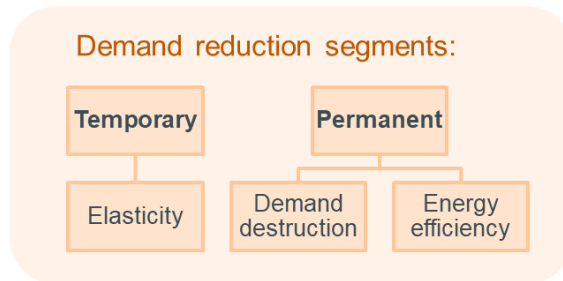 Demand reduction segments:
Temporary
Permanent
Elasticity
Demand
destruction
Energy
efficiency